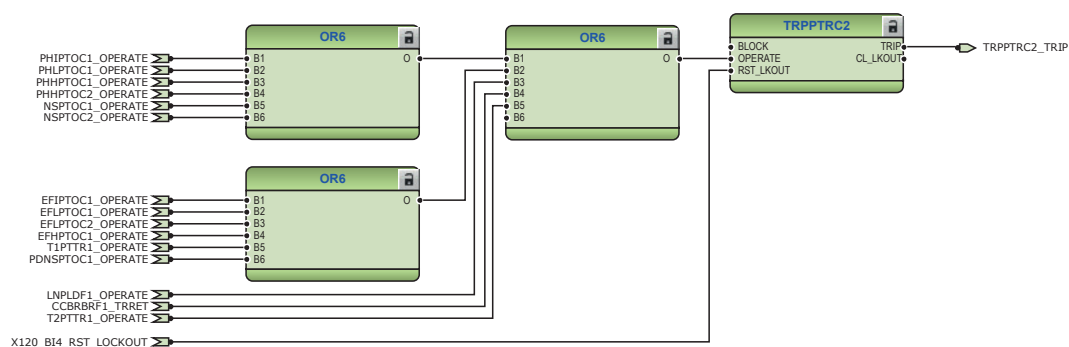 TRPPTRC2
OR6
OR6
BLOCK
TRIP
TRPPTRC2_TRIP
PHIPTOC1_OPERATE
B1
O
B1
O
OPERATE
CL_LKOUT
PHLPTOC1_OPERATE
B2
B2
RST_LKOUT
PHHPTOC1_OPERATE
B3
B3
PHHPTOC2_OPERATE
B4
B4
NSPTOC1_OPERATE
B5
B5
NSPTOC2_OPERATE
B6
B6
OR6
EFIPTOC1_OPERATE
B1
O
EFLPTOC1_OPERATE
B2
EFLPTOC2_OPERATE
B3
EFHPTOC1_OPERATE
B4
T1PTTR1_OPERATE
B5
PDNSPTOC1_OPERATE
B6
LNPLDF1_OPERATE
CCBRBRF1_TRRET
T2PTTR1_OPERATE
X120_BI4_RST_LOCKOUT